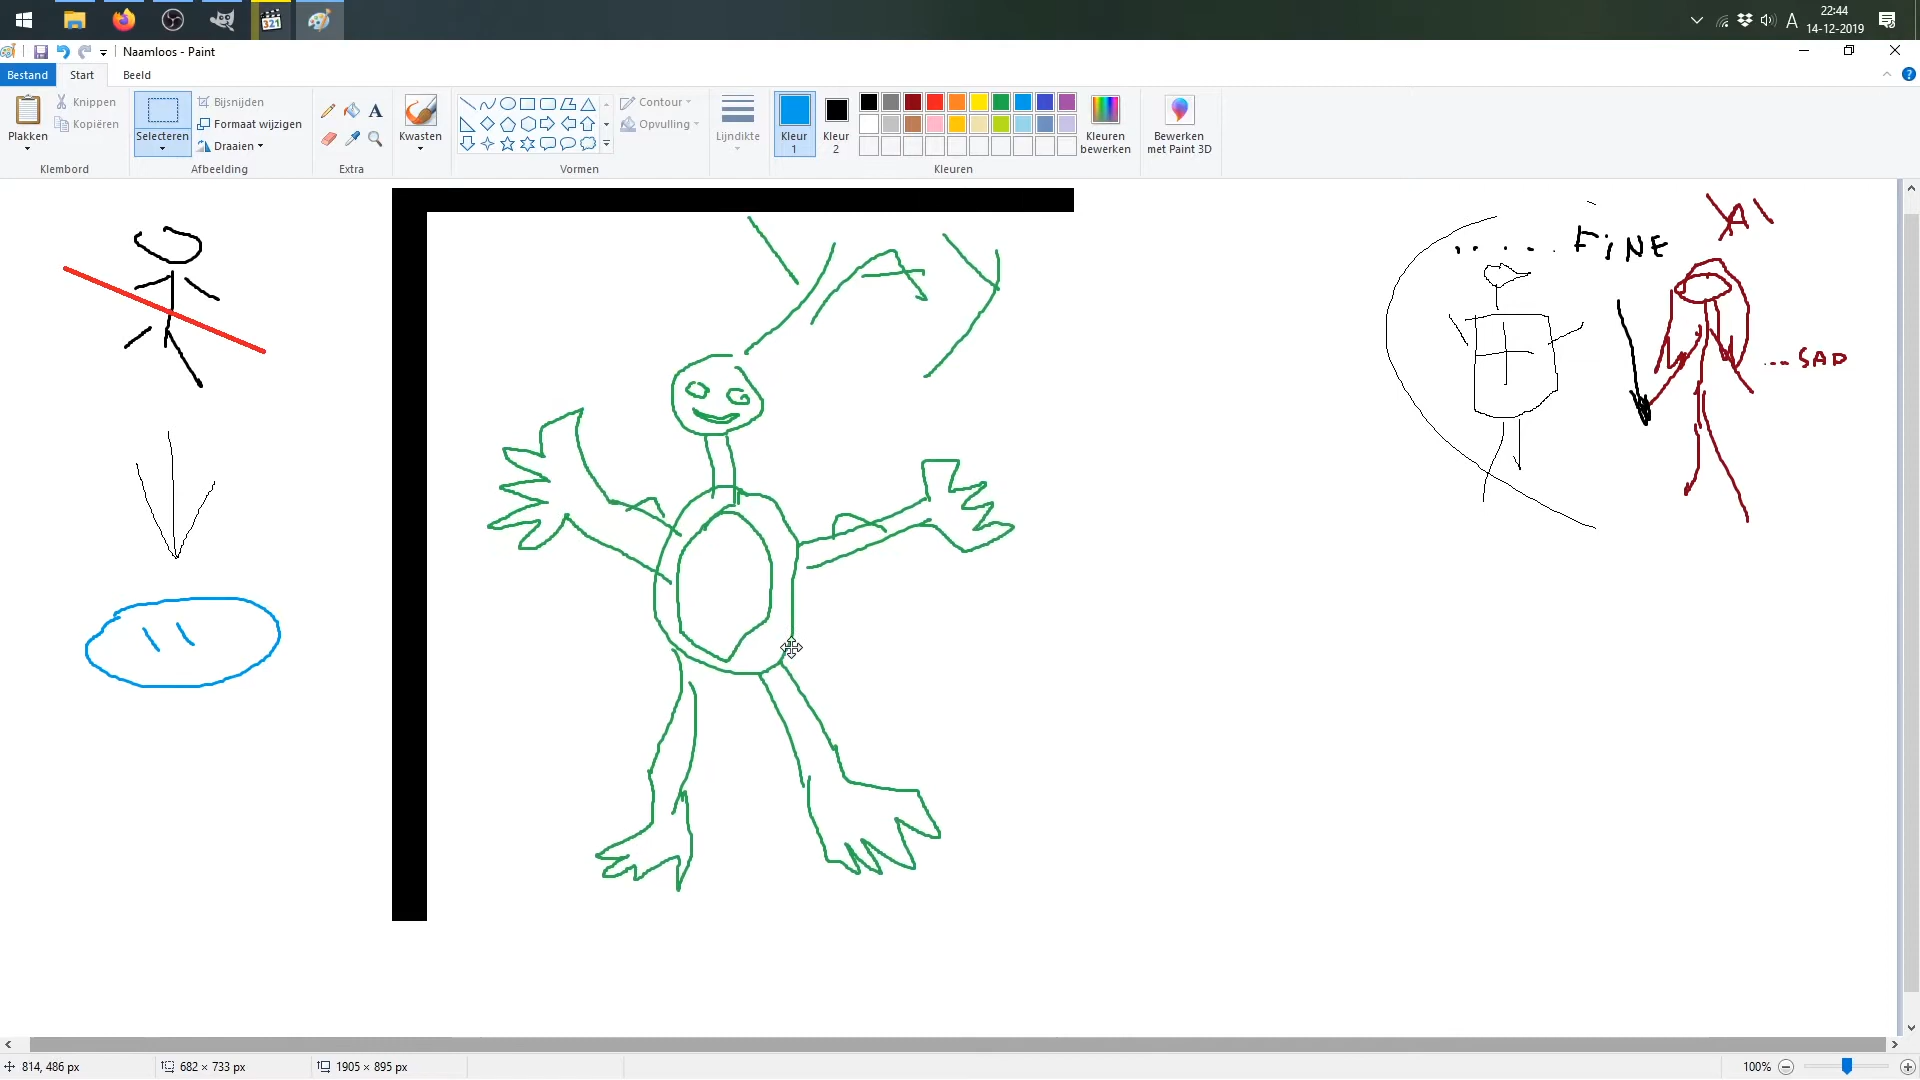 22:44
14-12-2019
Naamloos - Paint
Bestand Start Beeld
Plakken
Knippen
Kopiëren
Klembord
Selecteren
Bijsnijden
Formaat wijzigen
Draaien
Afbeelding
A
Extra
Kwasten
Vormen
Contour
Opvulling
Lijndikte
Kleur 1
Kleur 2
Kleuren bewerken
Kleuren
Bewerken met Paint 3D
321
..... FiNE
... SAD
814, 486 px
682 × 733 px
1905 × 895 px
100%